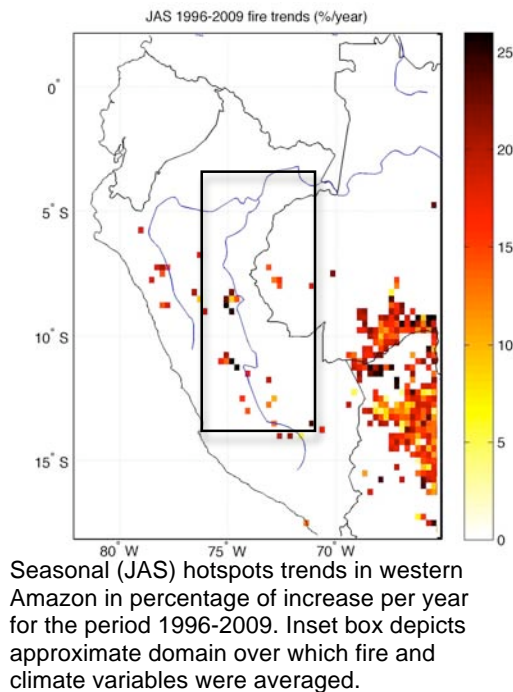 JAS 1996-2009 fire trends (%/year)
25
0°
20
5° S
15
10° S
10
5
15° S
0
80° W
75° W
70° W
Seasonal (JAS) hotspots trends in western
Amazon in percentage of increase per year
for the period 1996-2009. Inset box depicts
approximate domain over which fire and
climate variables were averaged.